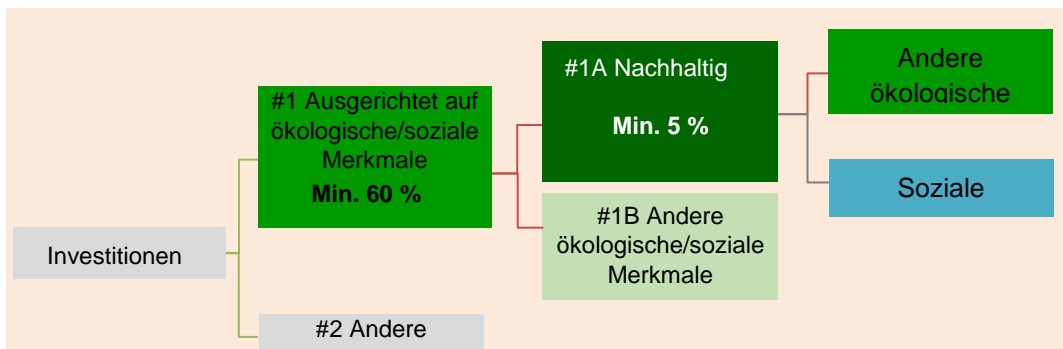 Investitionen
#1 Ausgerichtet auf
ökologische/soziale
Merkmale
Min. 60 %
#2 Andere
#1A Nachhaltig
Min. 5 %
#1B Andere
ökologische/soziale
Merkmale
Andere
ökologische
Soziale